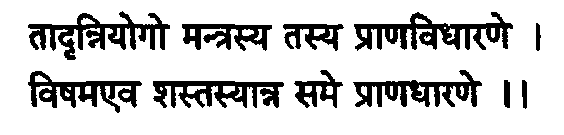 तादृन्नियोगो मन्त्रस्य तस्य प्राणविधारणे ।
विषमएव शस्तस्यान्न समे प्राणधारणे ।।